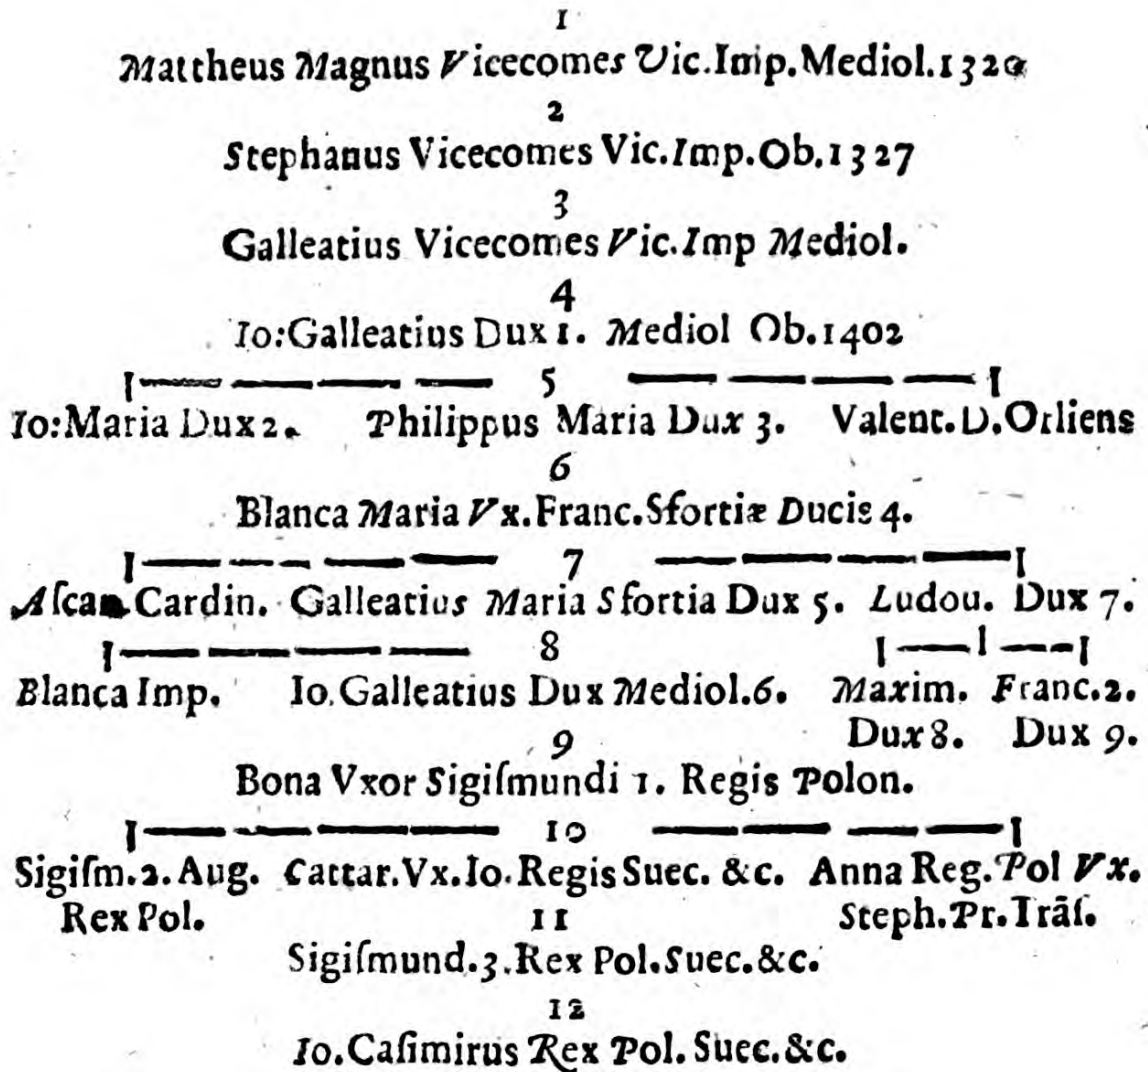 1
Mattheus Magnus Vicecomes Vic.Imp.Mediol.1320
2
Stephanus Vicecomes Vic.Imp.Ob.1327
3
Galleatius Vicecomes Vic.Imp Mediol.
4
Io:Galleatius Dux 1. Mediol Ob.1402
5
Io:Maria Dux 2. Philippus Maria Dux 3. Valent.D.Orliens
6
Blanca Maria Vx.Franc.Sfortiæ Ducis 4.
7
Aſcan.Cardin. Galleatius Maria Sfortia Dux 5. Ludou. Dux 7.
8
Blanca Imp. Io.Galleatius Dux Mediol.6. Maxim. Franc.2.
Dux 8. Dux 9.
9
Bona Vxor Sigiſmundi 1. Regis Polon.
10
Sigiſm.2. Aug. Cattar.Vx.Io.Regis Suec. &c. Anna Reg.Pol Vx.
Rex Pol. 11 Steph.Pr.Trãſ.
Sigiſmund.3.Rex Pol.Suec.&c.
12
Io.Caſimirus Rex Pol. Suec.&c.